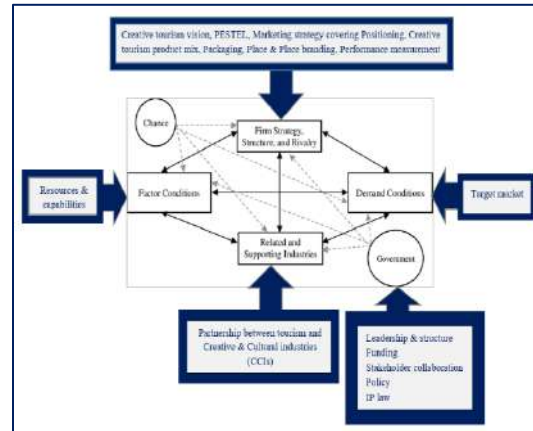 Creative tourism vision, PESTEL, Marketing strategy covering Positioning, Creative
tourism product mix, Packaging, Place & Place branding, Performance measurement
Chance
Firm Strategy,
Structure, and Rivalry
Resources &
capabilities
Factor Conditions
Demand Conditions
Target market
Related and
Supporting Industries
Government
Partnership between tourism and
Creative & Cultural industries
(CCIs)
Leadership & structure
Funding
Stakeholder collaboration
Policy
IP law